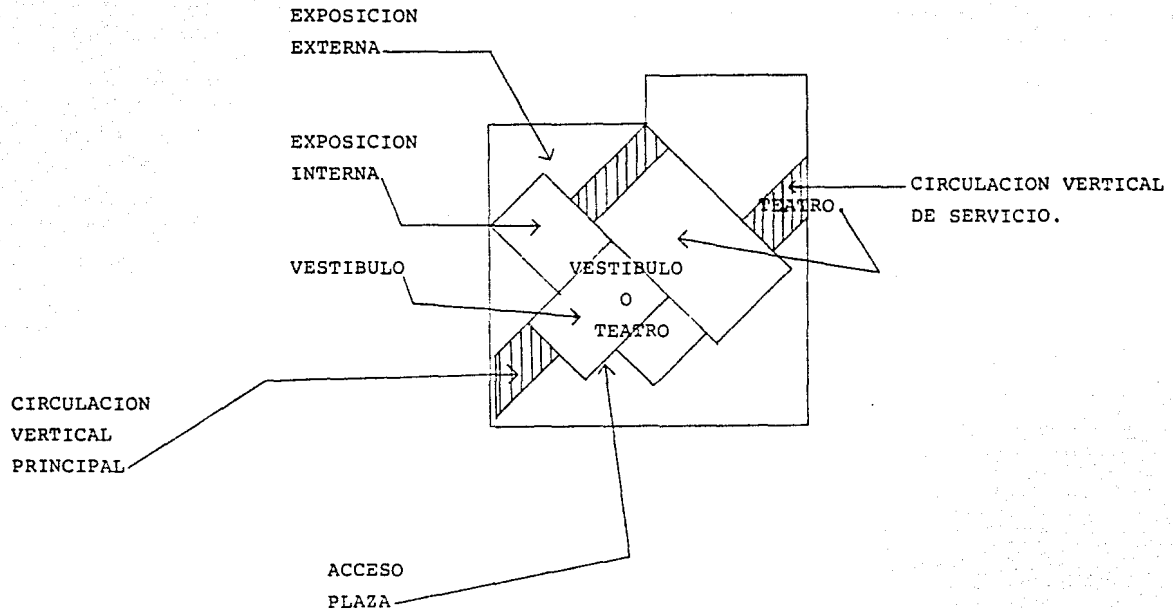 EXPOSICION
EXTERNA
EXPOSICION
INTERNA
CIRCULACION VERTICAL
DE SERVICIO.
TEATRO.
VESTIBULO
VESTIBULO
O
TEATRO
CIRCULACION
VERTICAL
PRINCIPAL
ACCESO
PLAZA